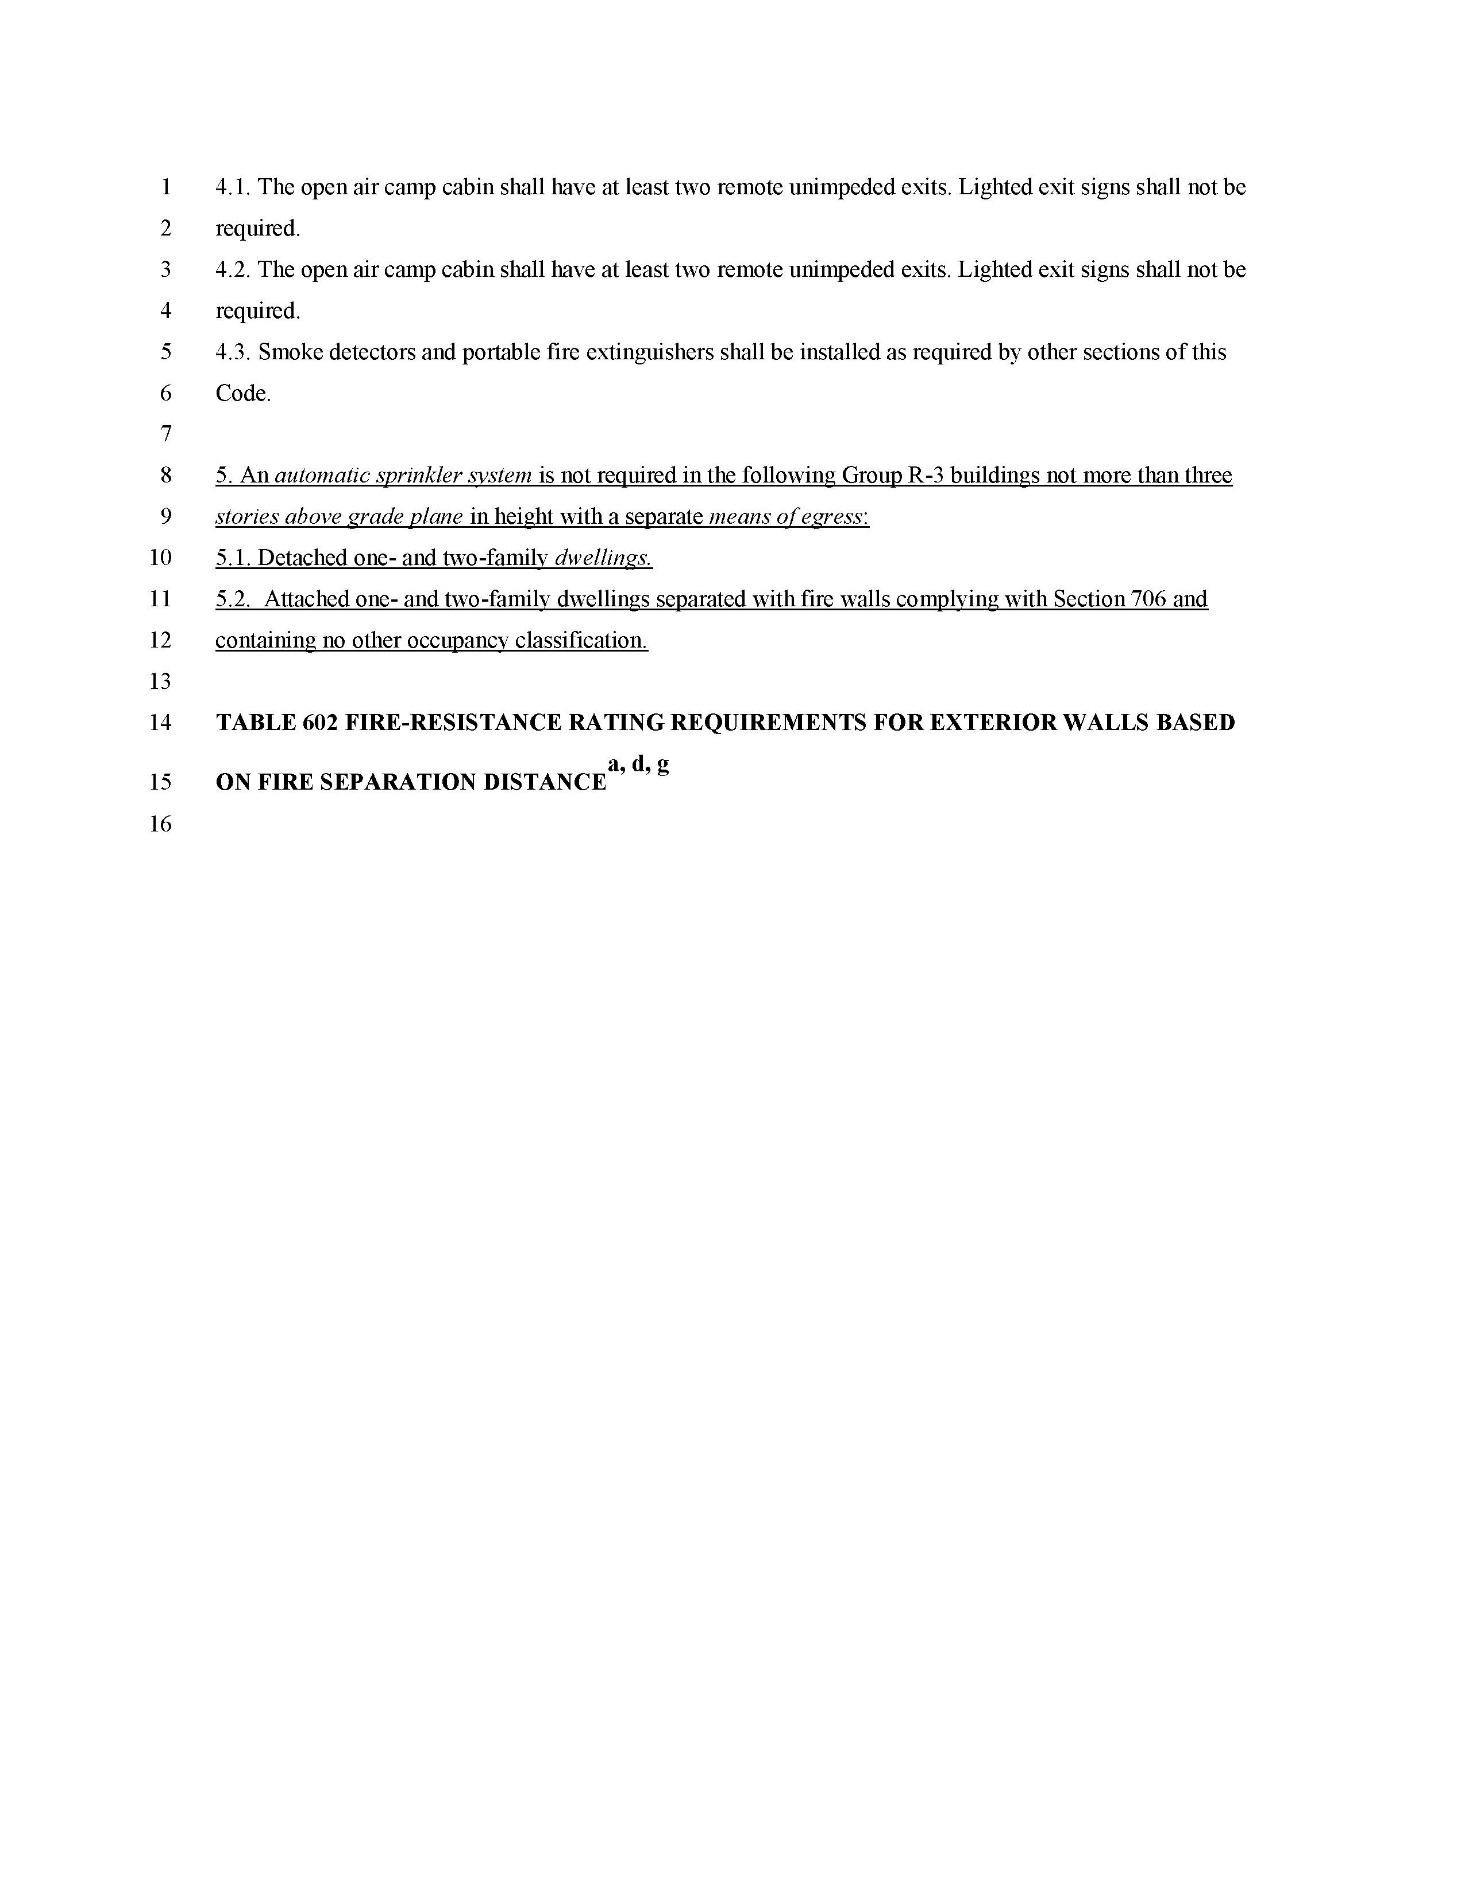 1 4.1. The open air camp cabin shall have at least two remote unimpeded exits. Lighted exit signs shall not be
2 required.
3 4.2. The open air camp cabin shall have at least two remote unimpeded exits. Lighted exit signs shall not be
4 required.
5 4.3. Smoke detectors and portable fire extinguishers shall be installed as required by other sections of this
6 Code.
7
8 5. An automatic sprinkler system is not required in the following Group R-3 buildings not more than three
9 stories above grade plane in height with a separate means of egress:
10 5.1. Detached one- and two-family dwellings.
11 5.2.  Attached one- and two-family dwellings separated with fire walls complying with Section 706 and
12 containing no other occupancy classification.
13
14 TABLE 602 FIRE-RESISTANCE RATING REQUIREMENTS FOR EXTERIOR WALLS BASED
15 ON FIRE SEPARATION DISTANCE a, d, g
16